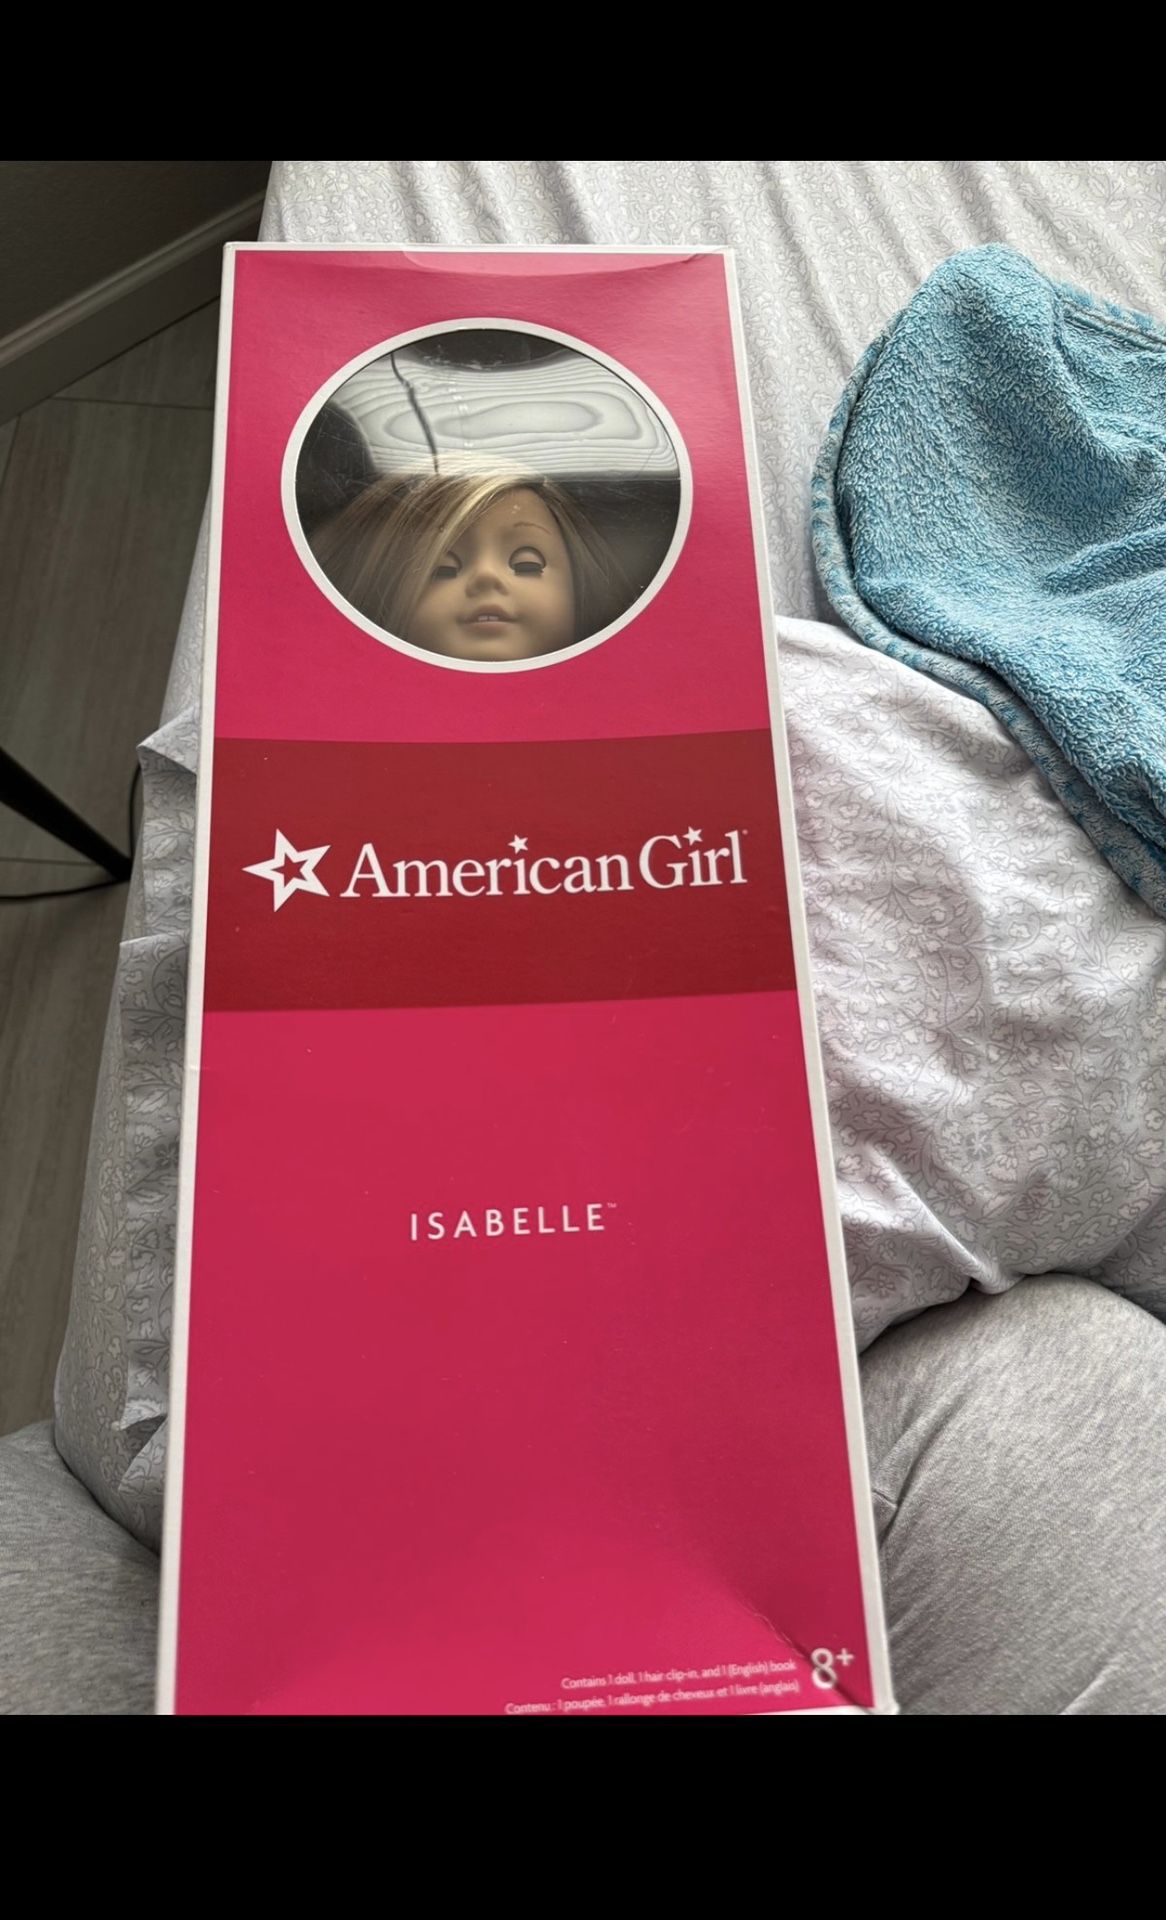 American Girl®
ISABELLE™
Contains 1 doll, 1 hair clip-in, and 1 (English) book
Contenu : 1 poupée, 1 rallonge de cheveux et 1 livre (anglais)
8+